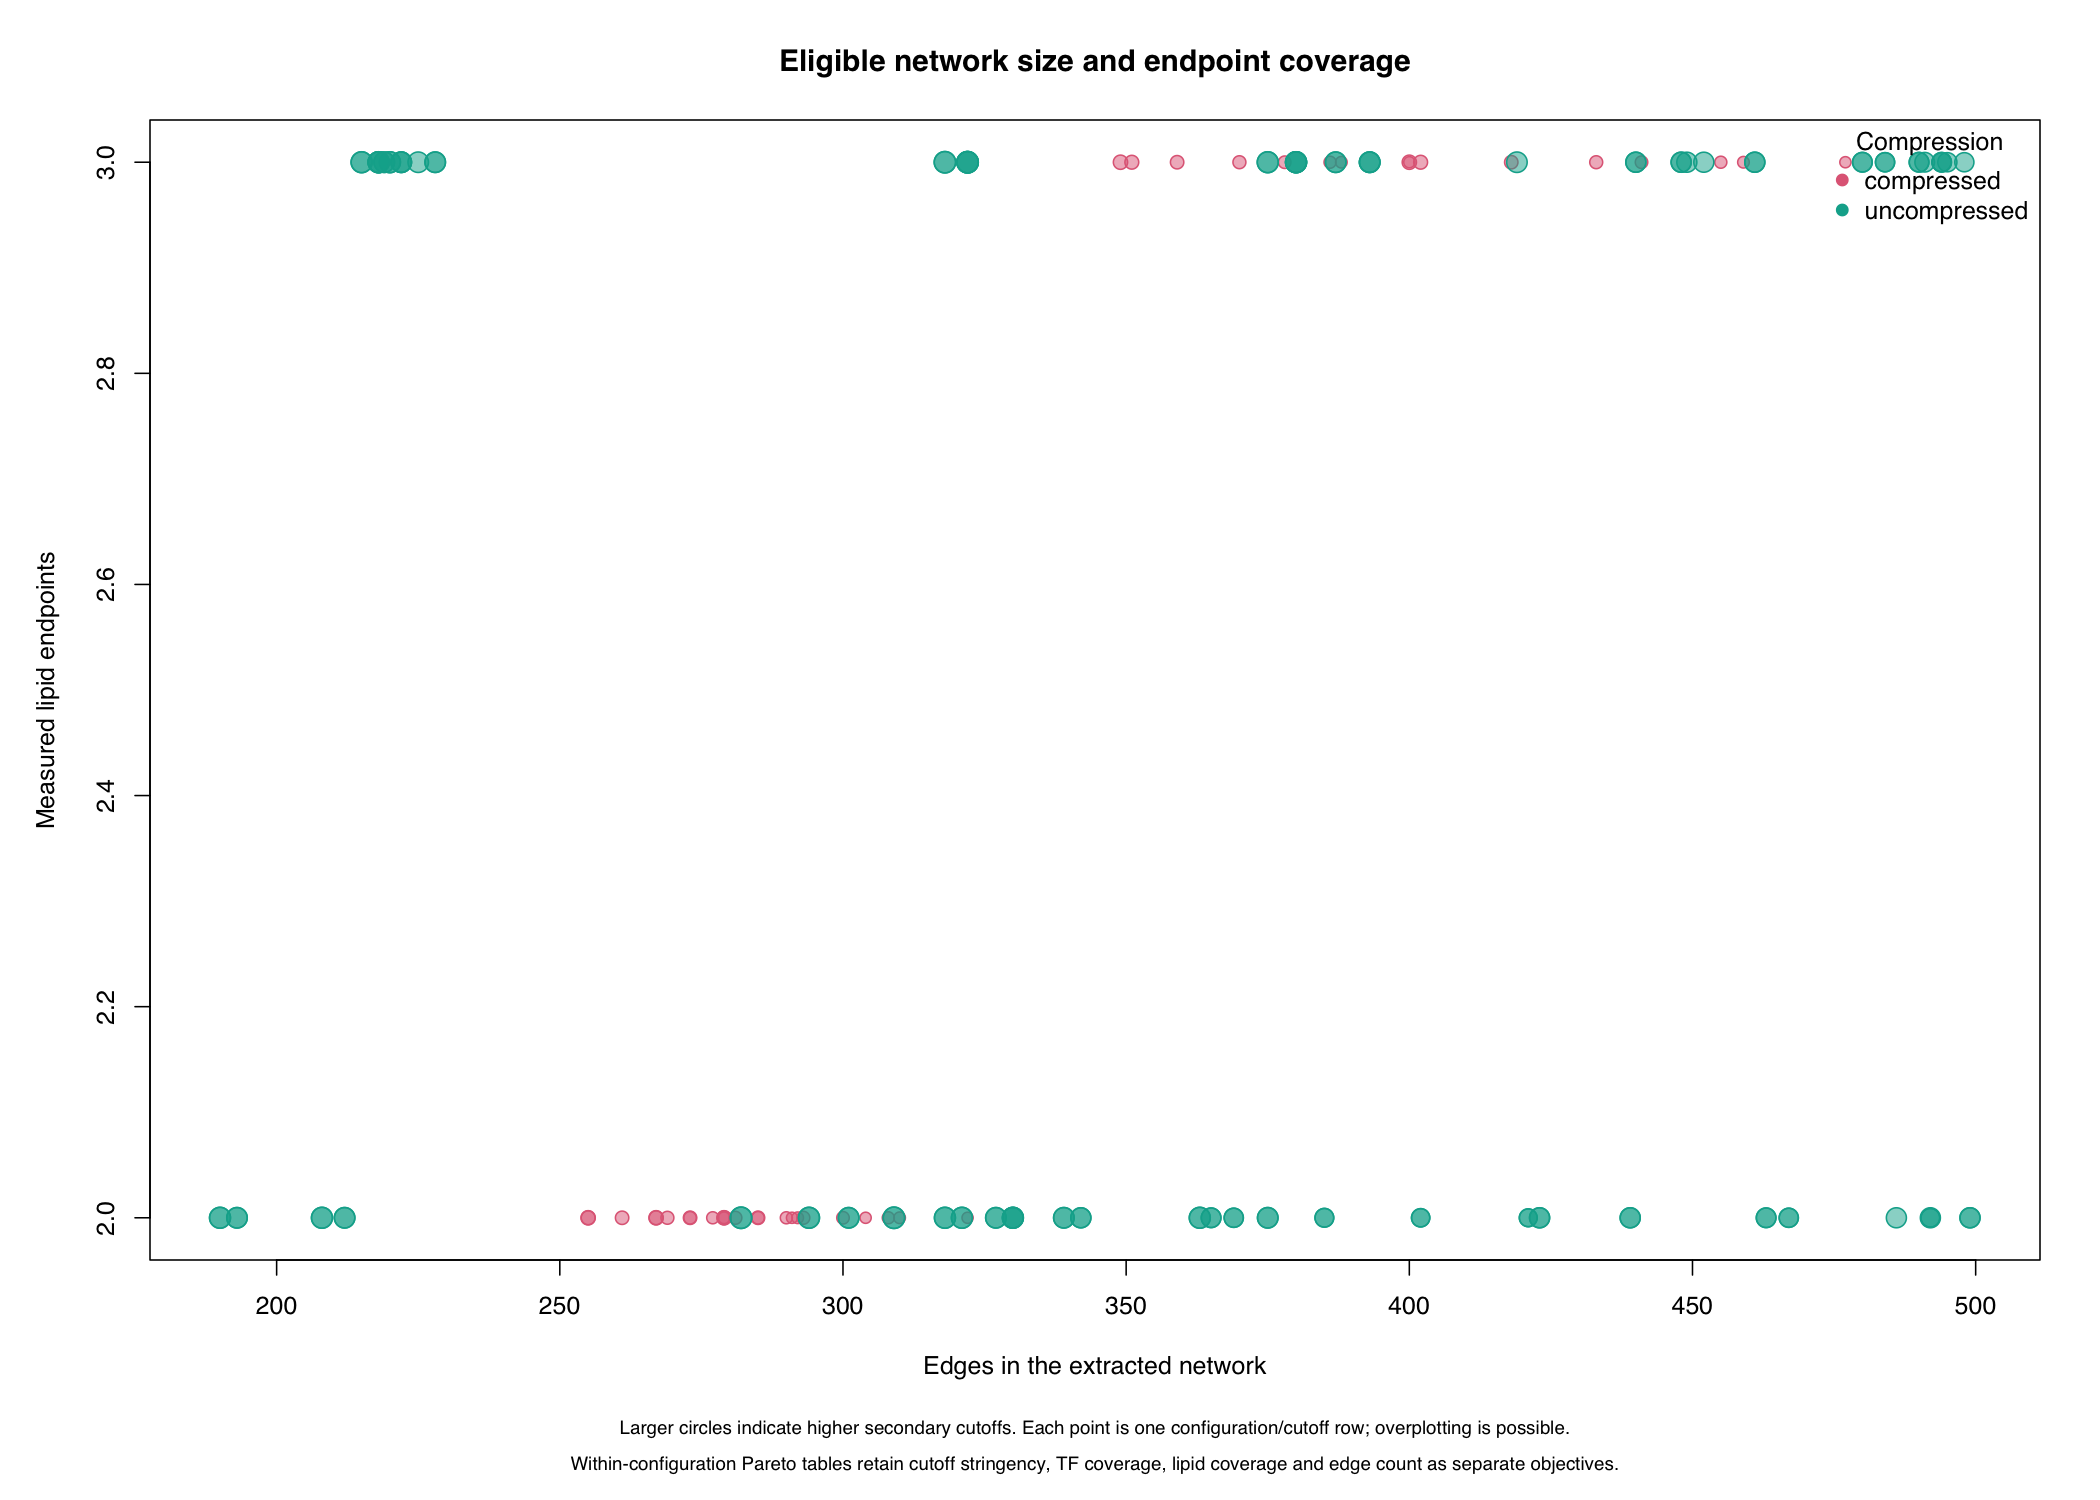 Eligible network size and endpoint coverage
Compression
compressed
uncompressed
3.0
2.8
2.6
2.4
2.2
2.0
Measured lipid endpoints
200 250 300 350 400 450 500
Edges in the extracted network
Larger circles indicate higher secondary cutoffs. Each point is one configuration/cutoff row; overplotting is possible.
Within-configuration Pareto tables retain cutoff stringency, TF coverage, lipid coverage and edge count as separate objectives.